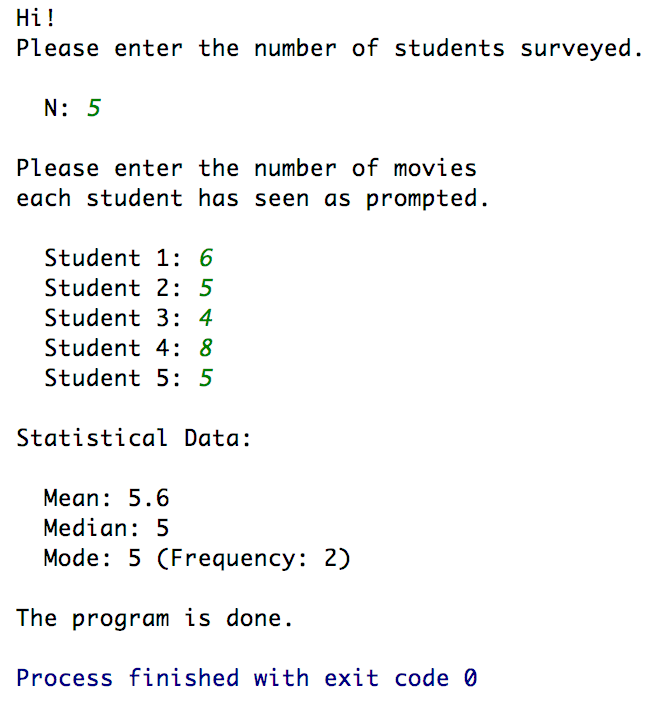 Hi!
Please enter the number of students surveyed.
N: 5
Please enter the number of movies
each student has seen as prompted.
Student 1: 6
Student 2: 5
Student 3: 4
Student 4: 8
Student 5: 5
Statistical Data:
Mean: 5.6
Median: 5
Mode: 5 (Frequency: 2)
The program is done.
Process finished with exit code 0